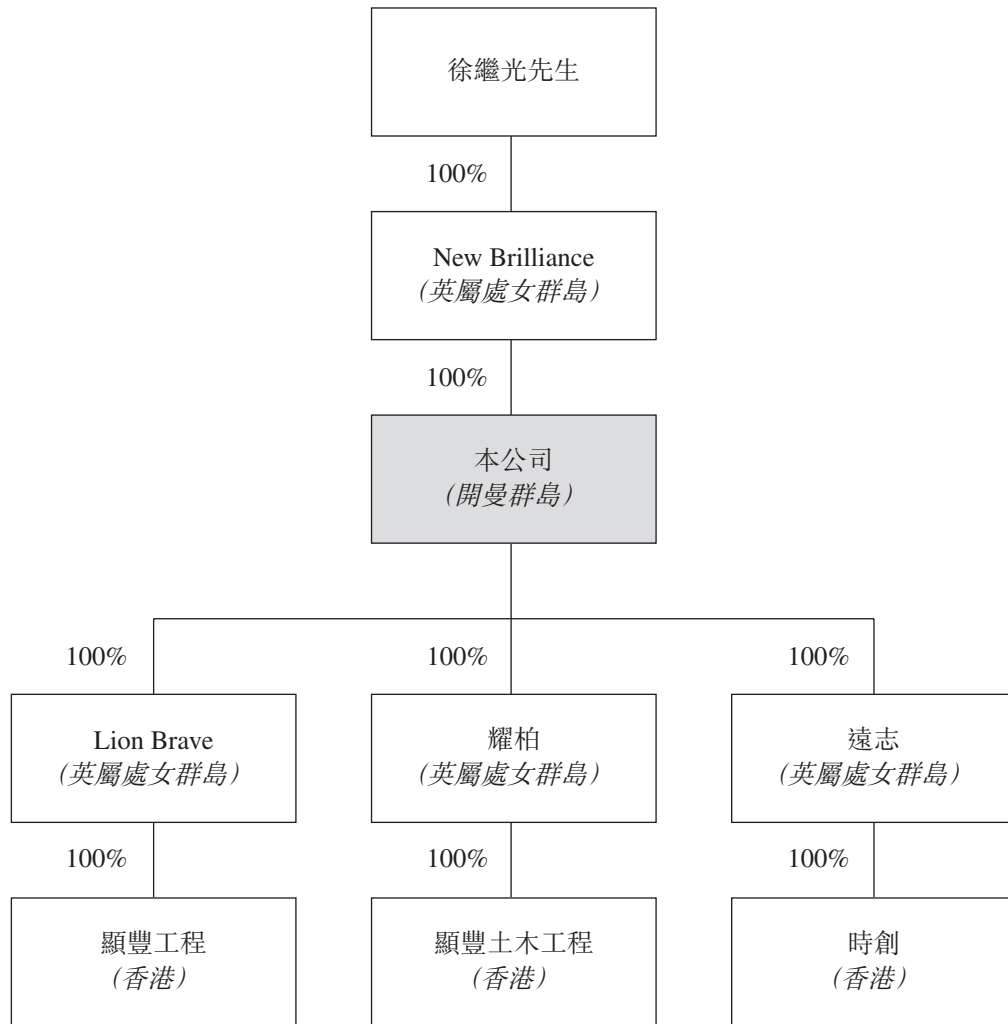 徐繼光先生
100%
New Brilliance
(英屬處女群島)
100%
本公司
(開曼群島)
100%
100%
100%
Lion Brave
(英屬處女群島)
耀柏
(英屬處女群島)
遠志
(英屬處女群島)
100%
100%
100%
顯豐工程
(香港)
顯豐土木工程
(香港)
時創
(香港)